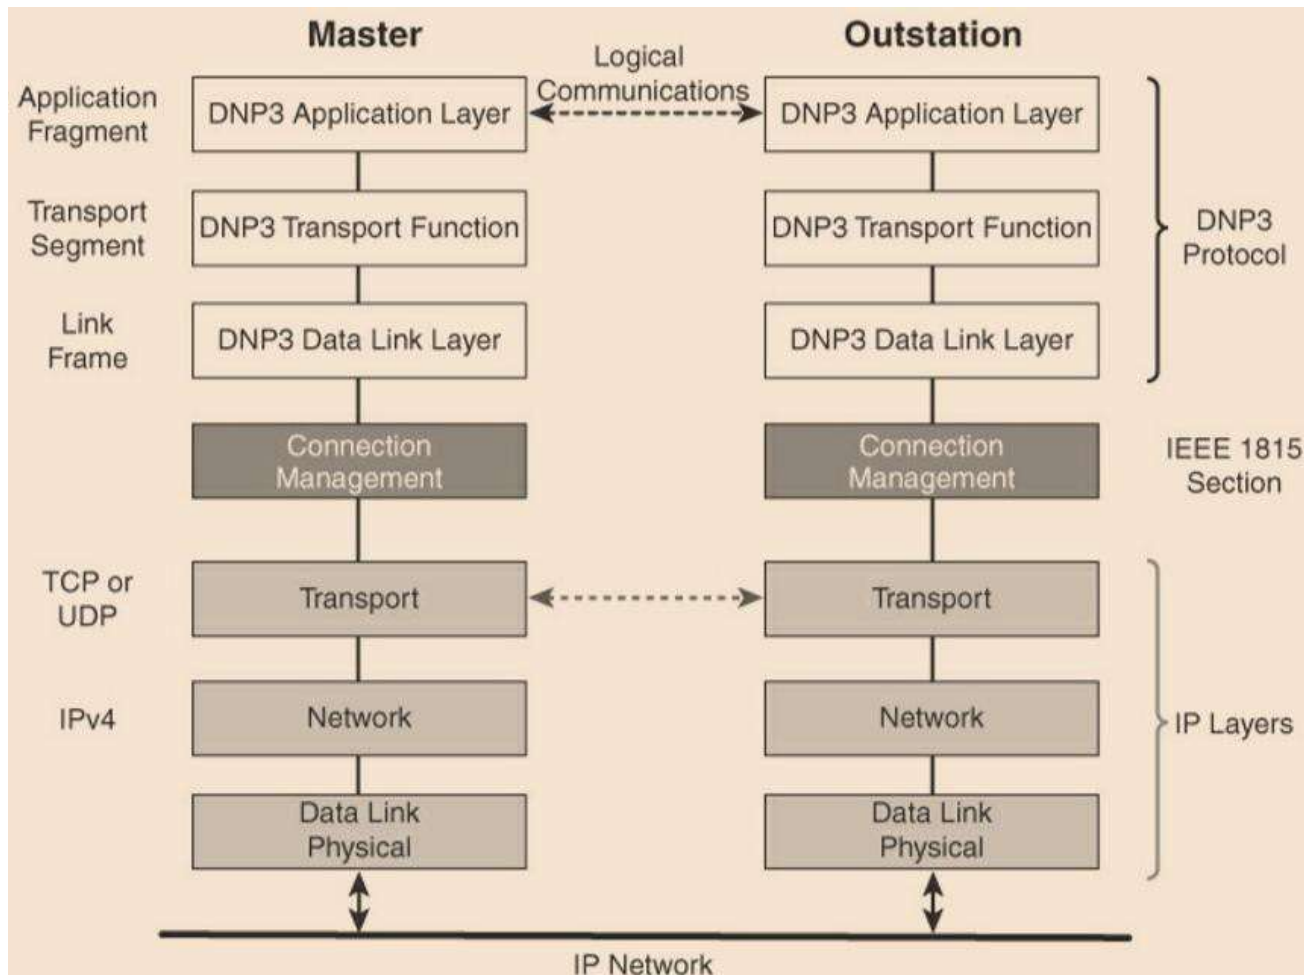 Master
Outstation
Logical
Communications
Application
Fragment
DNP3 Application Layer
DNP3 Application Layer
Transport
Segment
DNP3 Transport Function
DNP3 Transport Function
DNP3
Protocol
Link
Frame
DNP3 Data Link Layer
DNP3 Data Link Layer
Connection
Management
Connection
Management
IEEE 1815
Section
TCP or
UDP
Transport
Transport
IPv4
Network
Network
IP Layers
Data Link
Physical
Data Link
Physical
IP Network